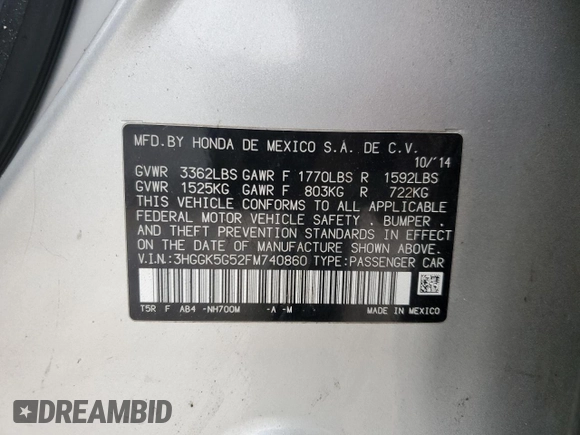 MFD.BY HONDA DE MEXICO S.A. DE C.V.
10/'14
GVWR 3362LBS GAWR F 1770LBS R 1592LBS
GVWR 1525KG GAWR F 803KG R 722KG
THIS VEHICLE CONFORMS TO ALL APPLICABLE
FEDERAL MOTOR VEHICLE SAFETY . BUMPER .
AND THEFT PREVENTION STANDARDS IN EFFECT
ON THE DATE OF MANUFACTURE SHOWN ABOVE.
V.I.N.:3HGGK5G52FM740860 TYPE:PASSENGER CAR
T5R F AB4 -NH700M -A -M MADE IN MEXICO
DREAMBID